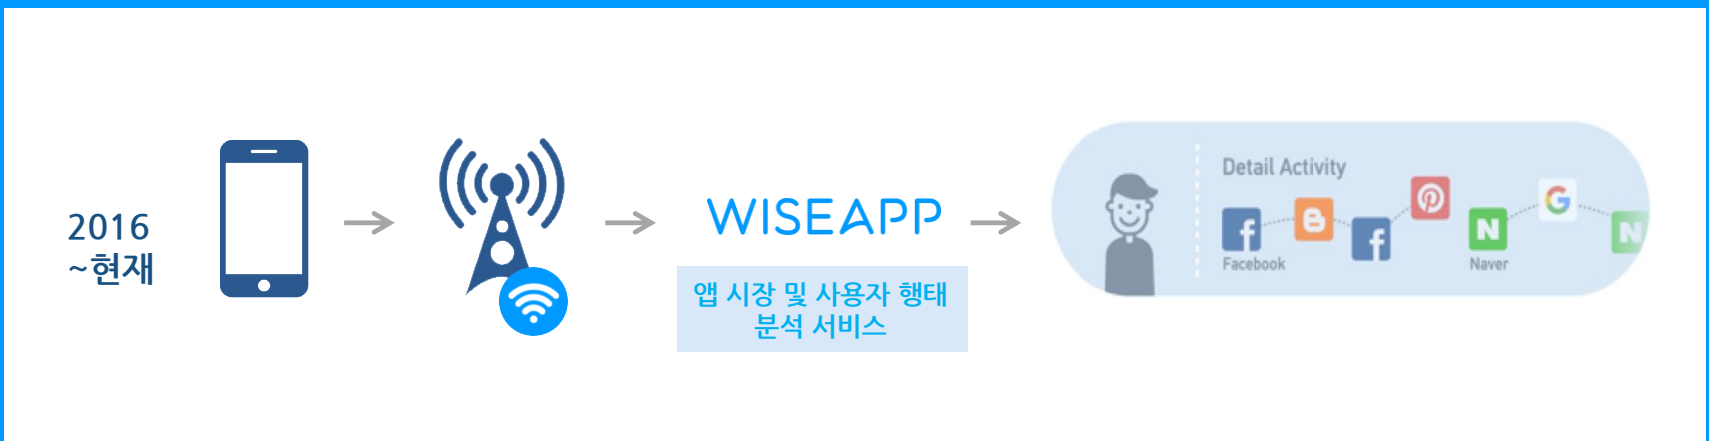 2016
~현재
WISEAPP
앱 시장 및 사용자 행태
분석 서비스
Detail Activity
Facebook
Naver